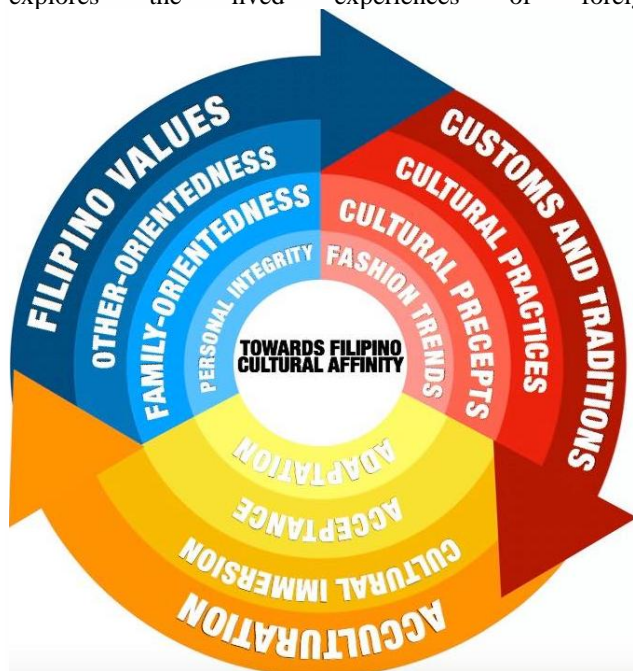 explores the lived experiences of
FILIPINO VALUES
OTHER-ORIENTEDNESS
FAMILY-ORIENTEDNESS
PERSONAL INTEGRITY
CUSTOMS AND TRADITIONS
CULTURAL PRACTICES
CULTURAL PRECEPTS
FASHION TRENDS
TOWARDS FILIPINO
CULTURAL AFFINITY
ADAPTATION
ACCEPTANCE
CULTURAL IMMERSION
ACCULTURATION